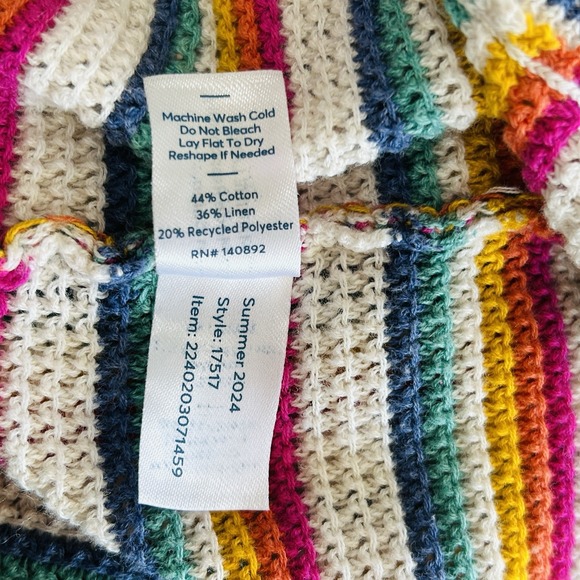 Machine Wash Cold
Do Not Bleach
Lay Flat To Dry
Reshape If Needed
44% Cotton
36% Linen
20% Recycled Polyester
RN# 140892
Summer 2024
Style: 17517
Item: 2240203071459